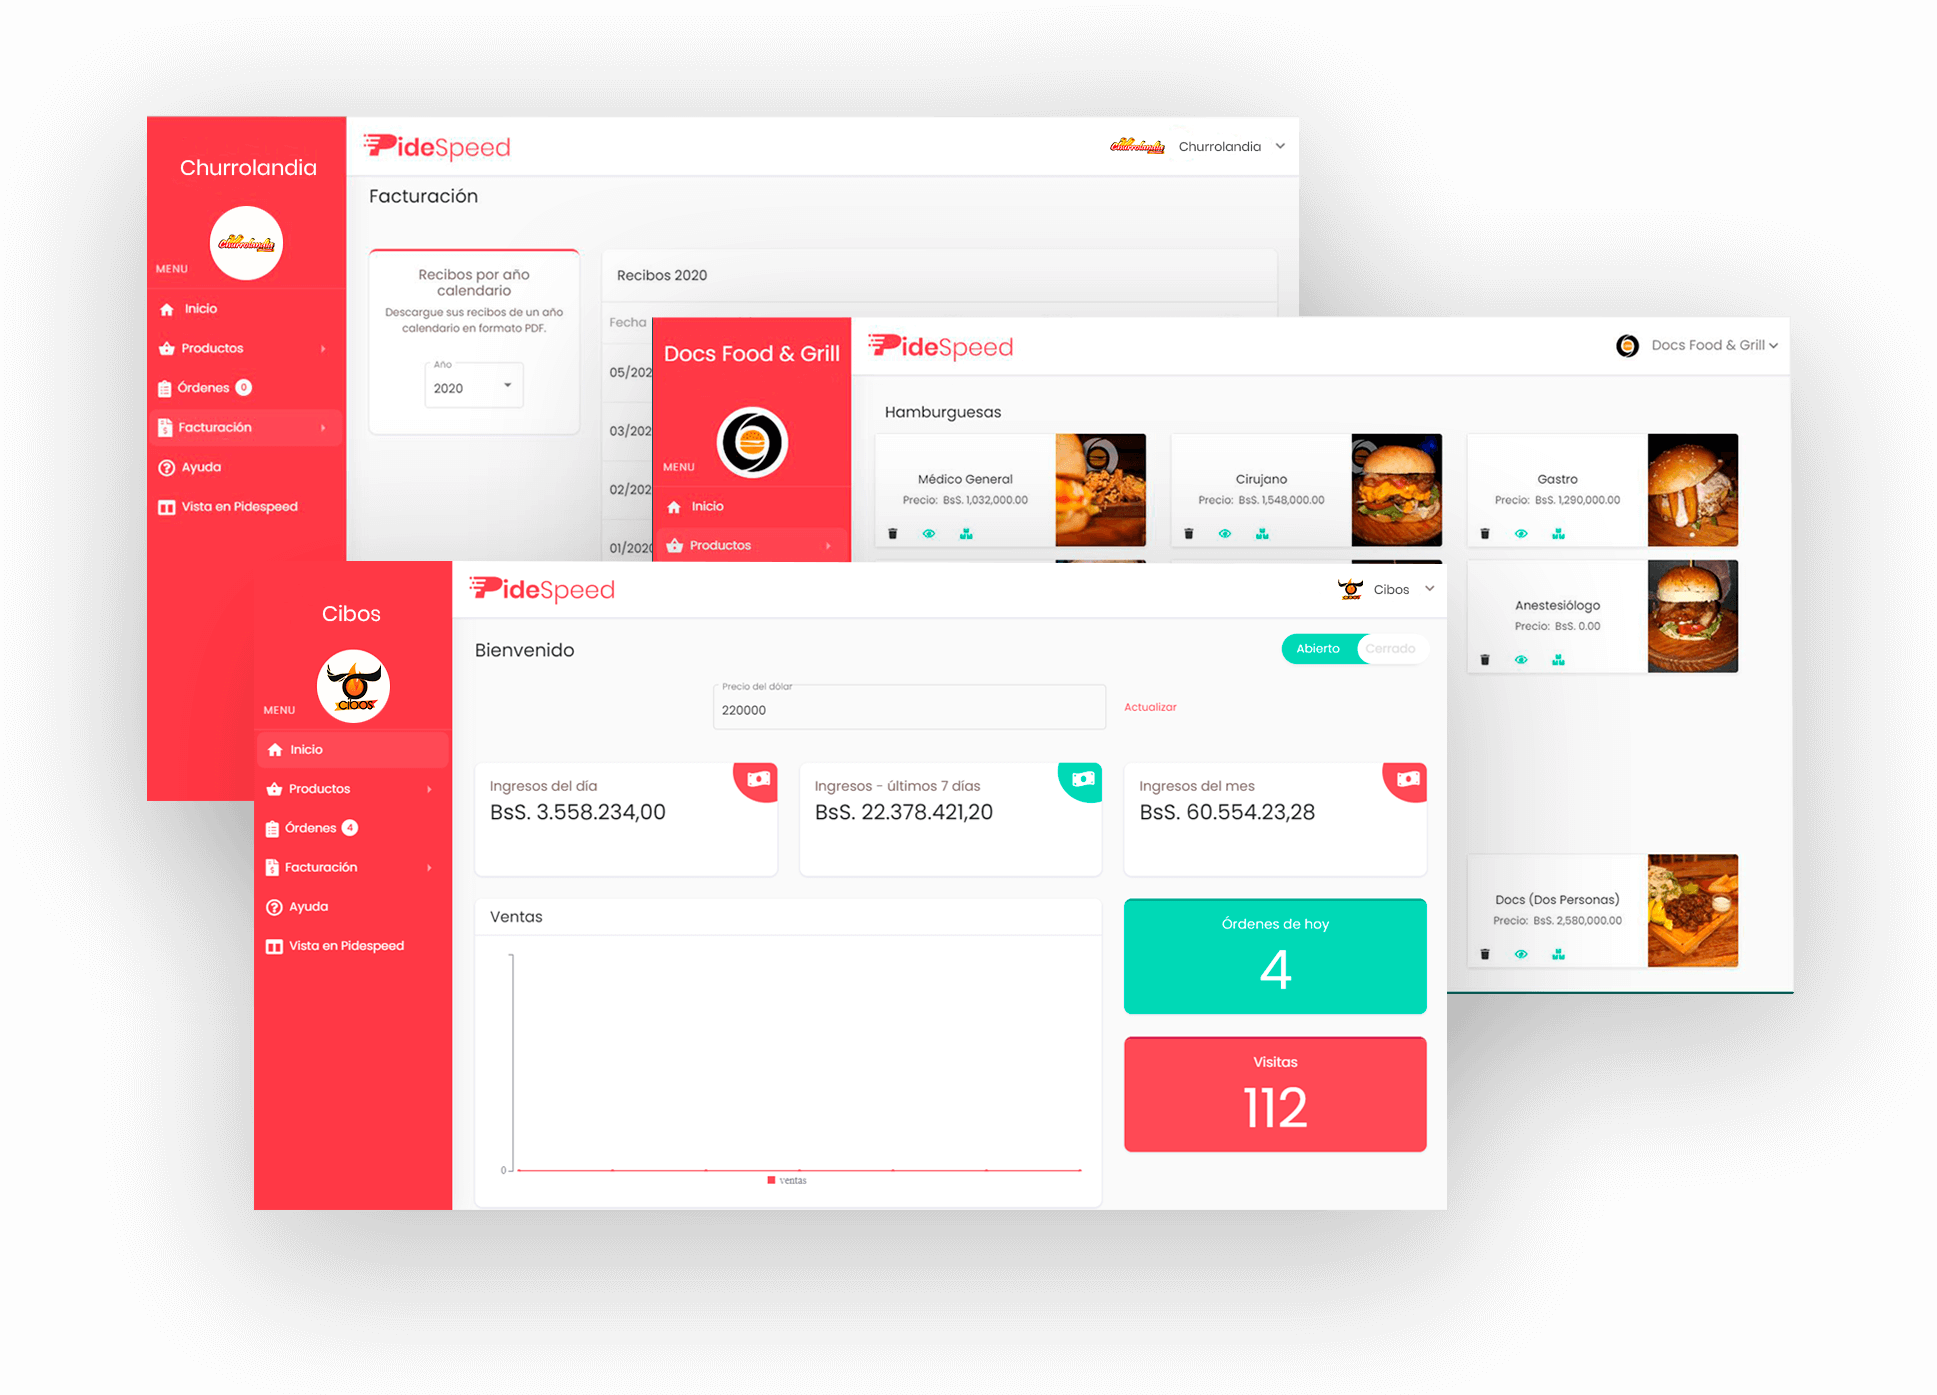 Churrolandia
Churrolandia
MENU
Inicio
Productos
Órdenes 0
Facturación
Ayuda
Vista en Pidespeed
PideSpeed
Churrolandia
Churrolandia
Facturación
Recibos por año
calendario
Descargue sus recibos de un año
calendario en formato PDF.
Año
2020
Recibos 2020
Fecha
05/202
03/202
02/202
01/2020
Docs Food & Grill
MENU
Inicio
Productos
PideSpeed
Docs Food & Grill
Hamburguesas
Médico General
Precio: BsS. 1,032,000.00
Cirujano
Precio: BsS. 1,548,000.00
Gastro
Precio: BsS. 1,290,000.00
Anestesiólogo
Precio: BsS. 0.00
Docs (Dos Personas)
Precio: BsS. 2,580,000.00
Cibos
cibos
MENU
Inicio
Productos
Órdenes 4
Facturación
Ayuda
Vista en Pidespeed
PideSpeed
cibos
Cibos
Bienvenido
Abierto
Cerrado
Precio del dólar
220000
Actualizar
Ingresos del día
BsS. 3.558.234,00
Ingresos - últimos 7 días
BsS. 22.378.421,20
Ingresos del mes
BsS. 60.554.23,28
Ventas
0
ventas
Órdenes de hoy
4
Visitas
112